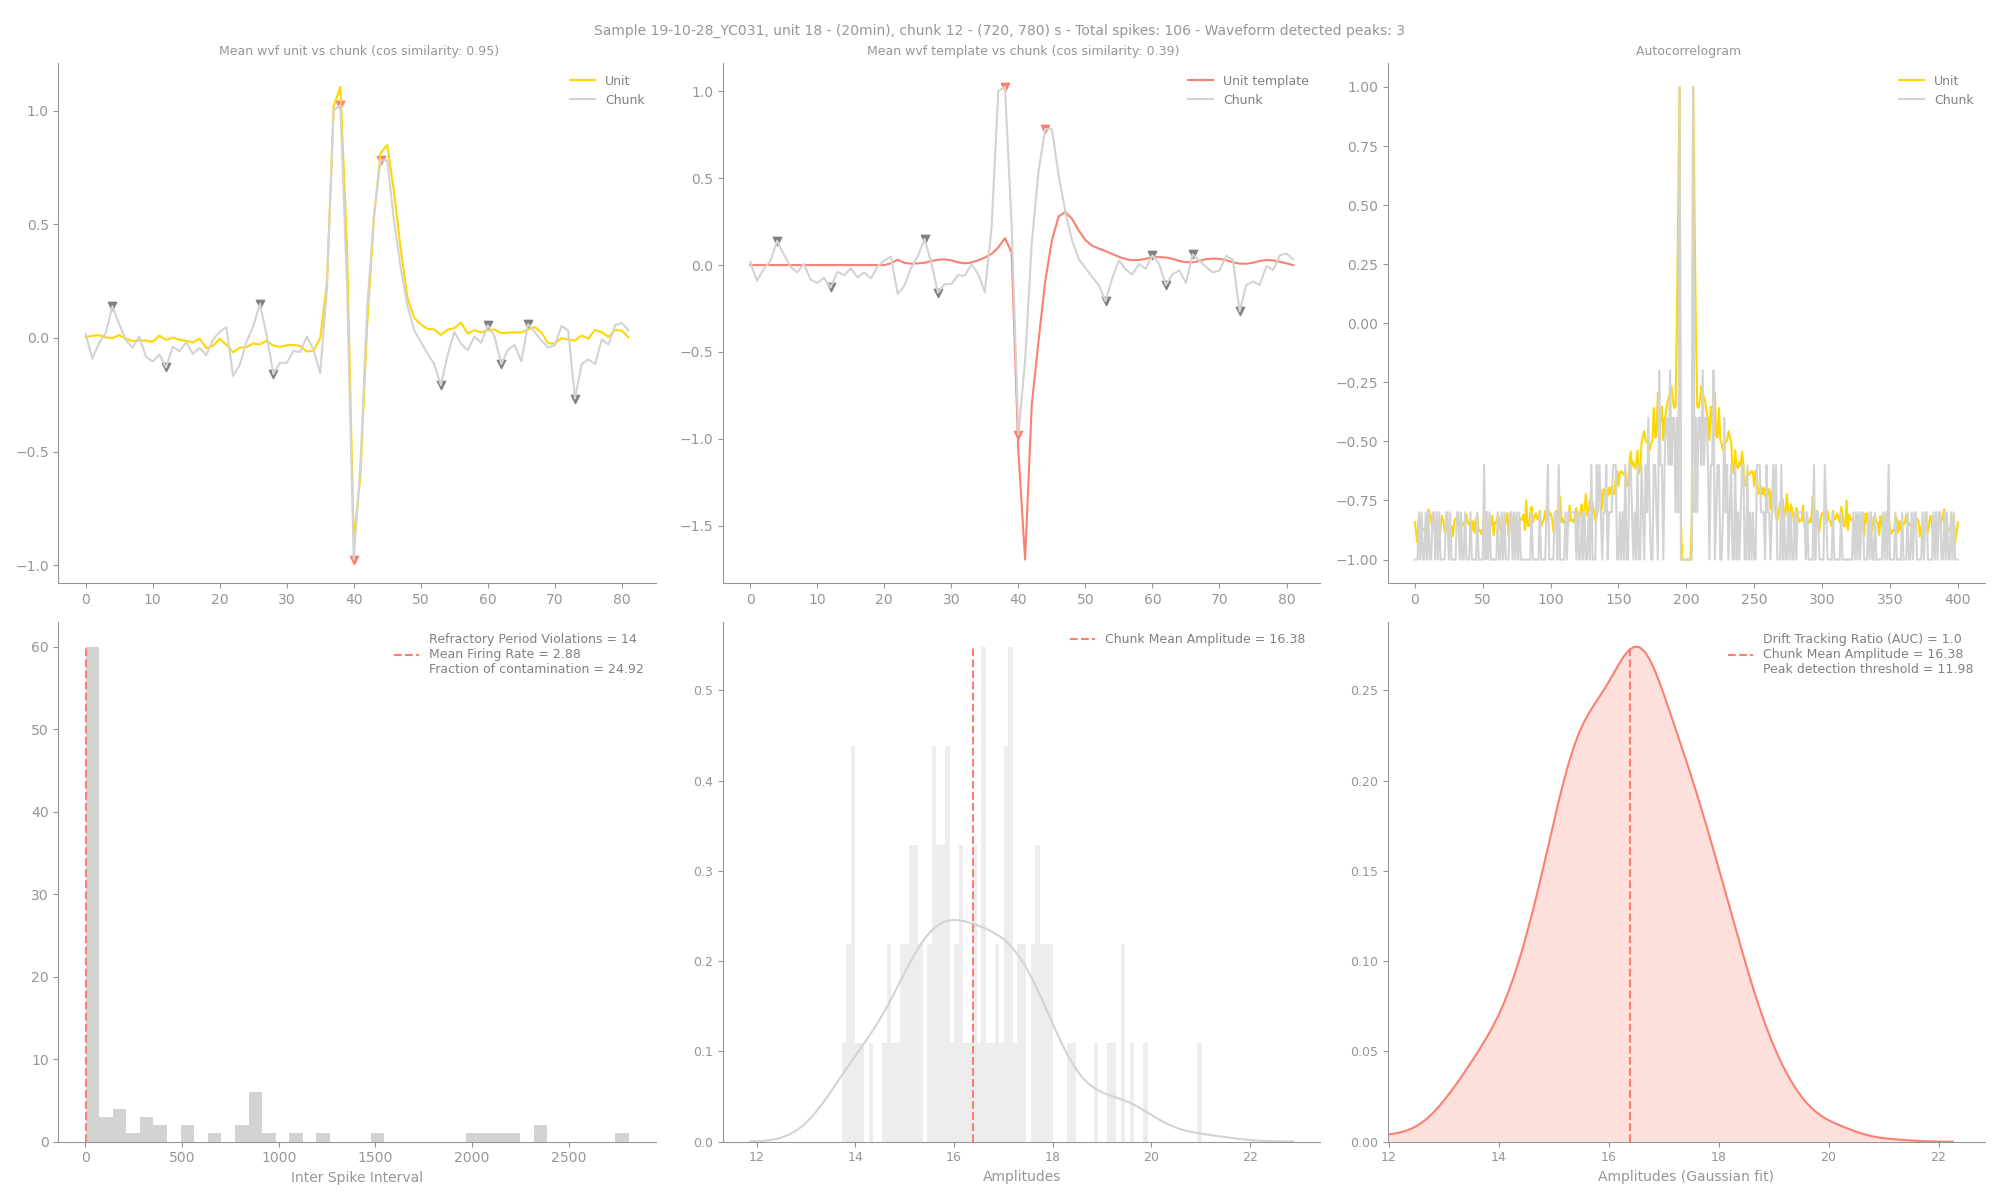 Sample 19-10-28_YC031, unit 18 - (20min), chunk 12 - (720, 780) s - Total spikes: 106 - Waveform detected peaks: 3
Mean wvf unit vs chunk (cos similarity: 0.95)
Unit
Chunk
1.0
0.5
0.0
−0.5
−1.0
0 10 20 30 40 50 60 70 80
Mean wvf template vs chunk (cos similarity: 0.39)
Unit template
Chunk
1.0
0.5
0.0
−0.5
−1.0
−1.5
0 10 20 30 40 50 60 70 80
Autocorrelogram
Unit
Chunk
1.00
0.75
0.50
0.25
0.00
−0.25
−0.50
−0.75
−1.00
0 50 100 150 200 250 300 350 400
Refractory Period Violations = 14
Mean Firing Rate = 2.88
Fraction of contamination = 24.92
60
50
40
30
20
10
0
0 500 1000 1500 2000 2500
Inter Spike Interval
Chunk Mean Amplitude = 16.38
0.5
0.4
0.3
0.2
0.1
0.0
12 14 16 18 20 22
Amplitudes
Drift Tracking Ratio (AUC) = 1.0
Chunk Mean Amplitude = 16.38
Peak detection threshold = 11.98
0.25
0.20
0.15
0.10
0.05
0.00
12 14 16 18 20 22
Amplitudes (Gaussian fit)